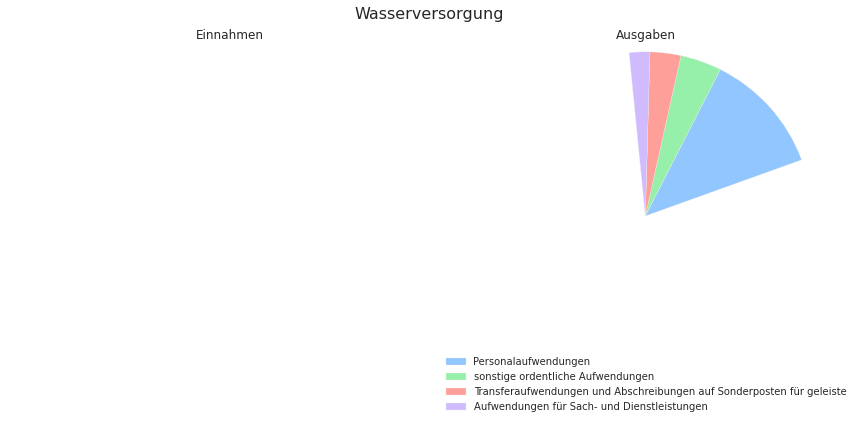 Wasserversorgung
Einnahmen
Ausgaben
Personalaufwendungen
sonstige ordentliche Aufwendungen
Transferaufwendungen und Abschreibungen auf Sonderposten für geleiste
Aufwendungen für Sach- und Dienstleistungen